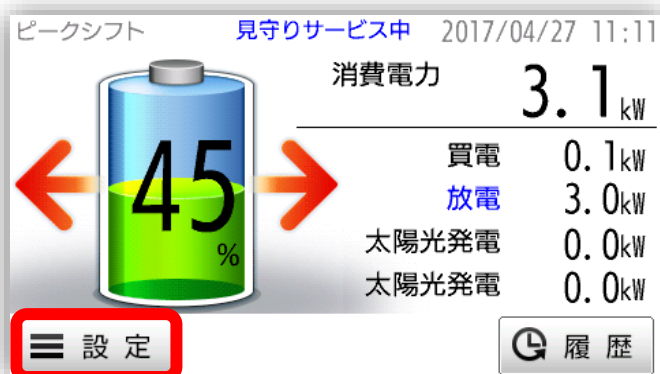 ピークシフト 見守りサービス中 2017/04/27 11:11
消費電力 3.1kW
45%
買電 0.1kW
放電 3.0kW
太陽光発電 0.0kW
太陽光発電 0.0kW
設定 履歴